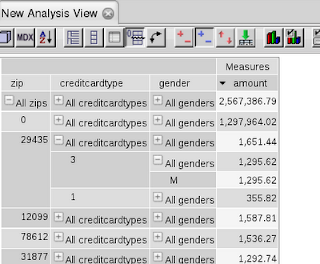 New Analysis View
MDX
Measures
zip creditcardtype gender amount
All zips All creditcardtypes All genders 2,567,386.79
0 All creditcardtypes All genders 1,297,964.02
29435 All creditcardtypes All genders 1,651.44
3 All genders 1,295.62
M 1,295.62
1 All genders 355.82
12099 All creditcardtypes All genders 1,587.81
78612 All creditcardtypes All genders 1,536.27
31877 All creditcardtypes All genders 1,292.74